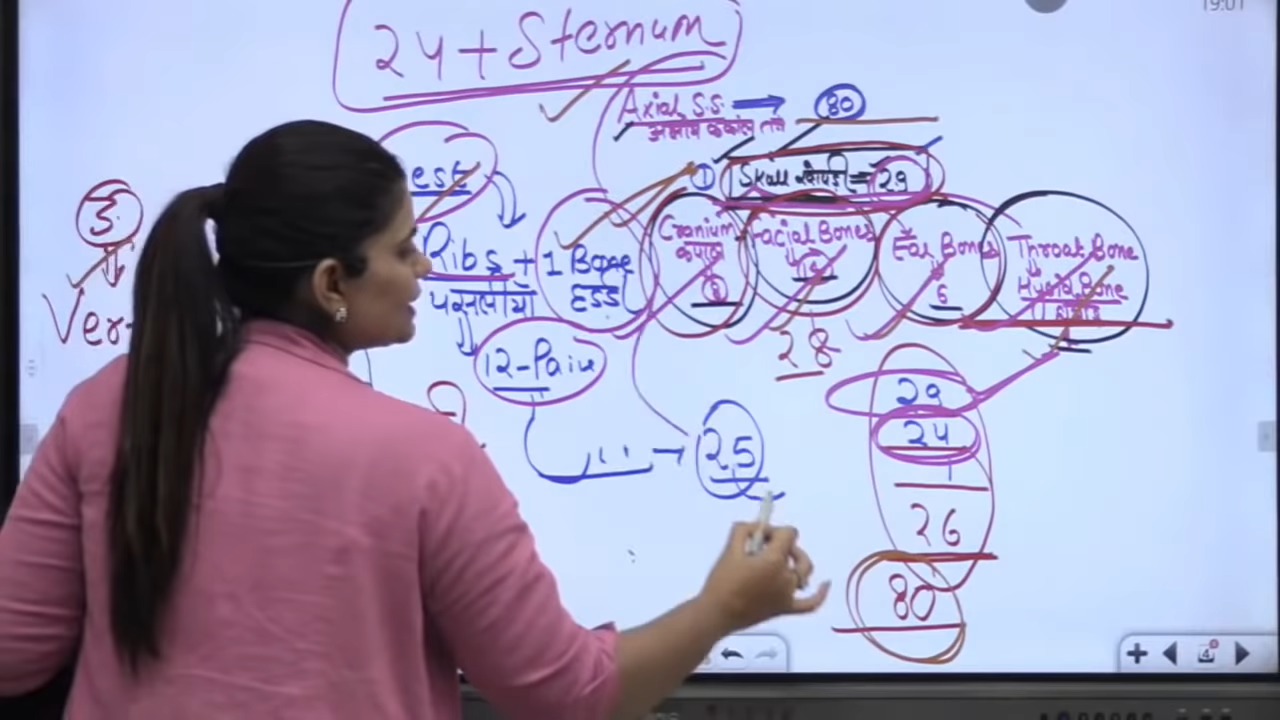 24 + Sternum
Axial S.S. → 80
① Skull खोपड़ी = 29
3
est
Ribs + 1 Bone
पसलीयाँ
12-Pair
Cranium
कपाल
8
Facial Bones
14
Ear Bones
6
Throat Bone
Hyoid Bone
28
Ver
25
29
24
1
26
80